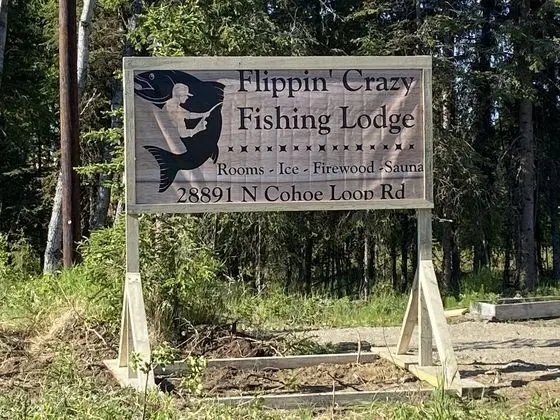 Flippin' Crazy
Fishing Lodge
Rooms - Ice - Firewood -Sauna
28891 N Cohoe Loop Rd